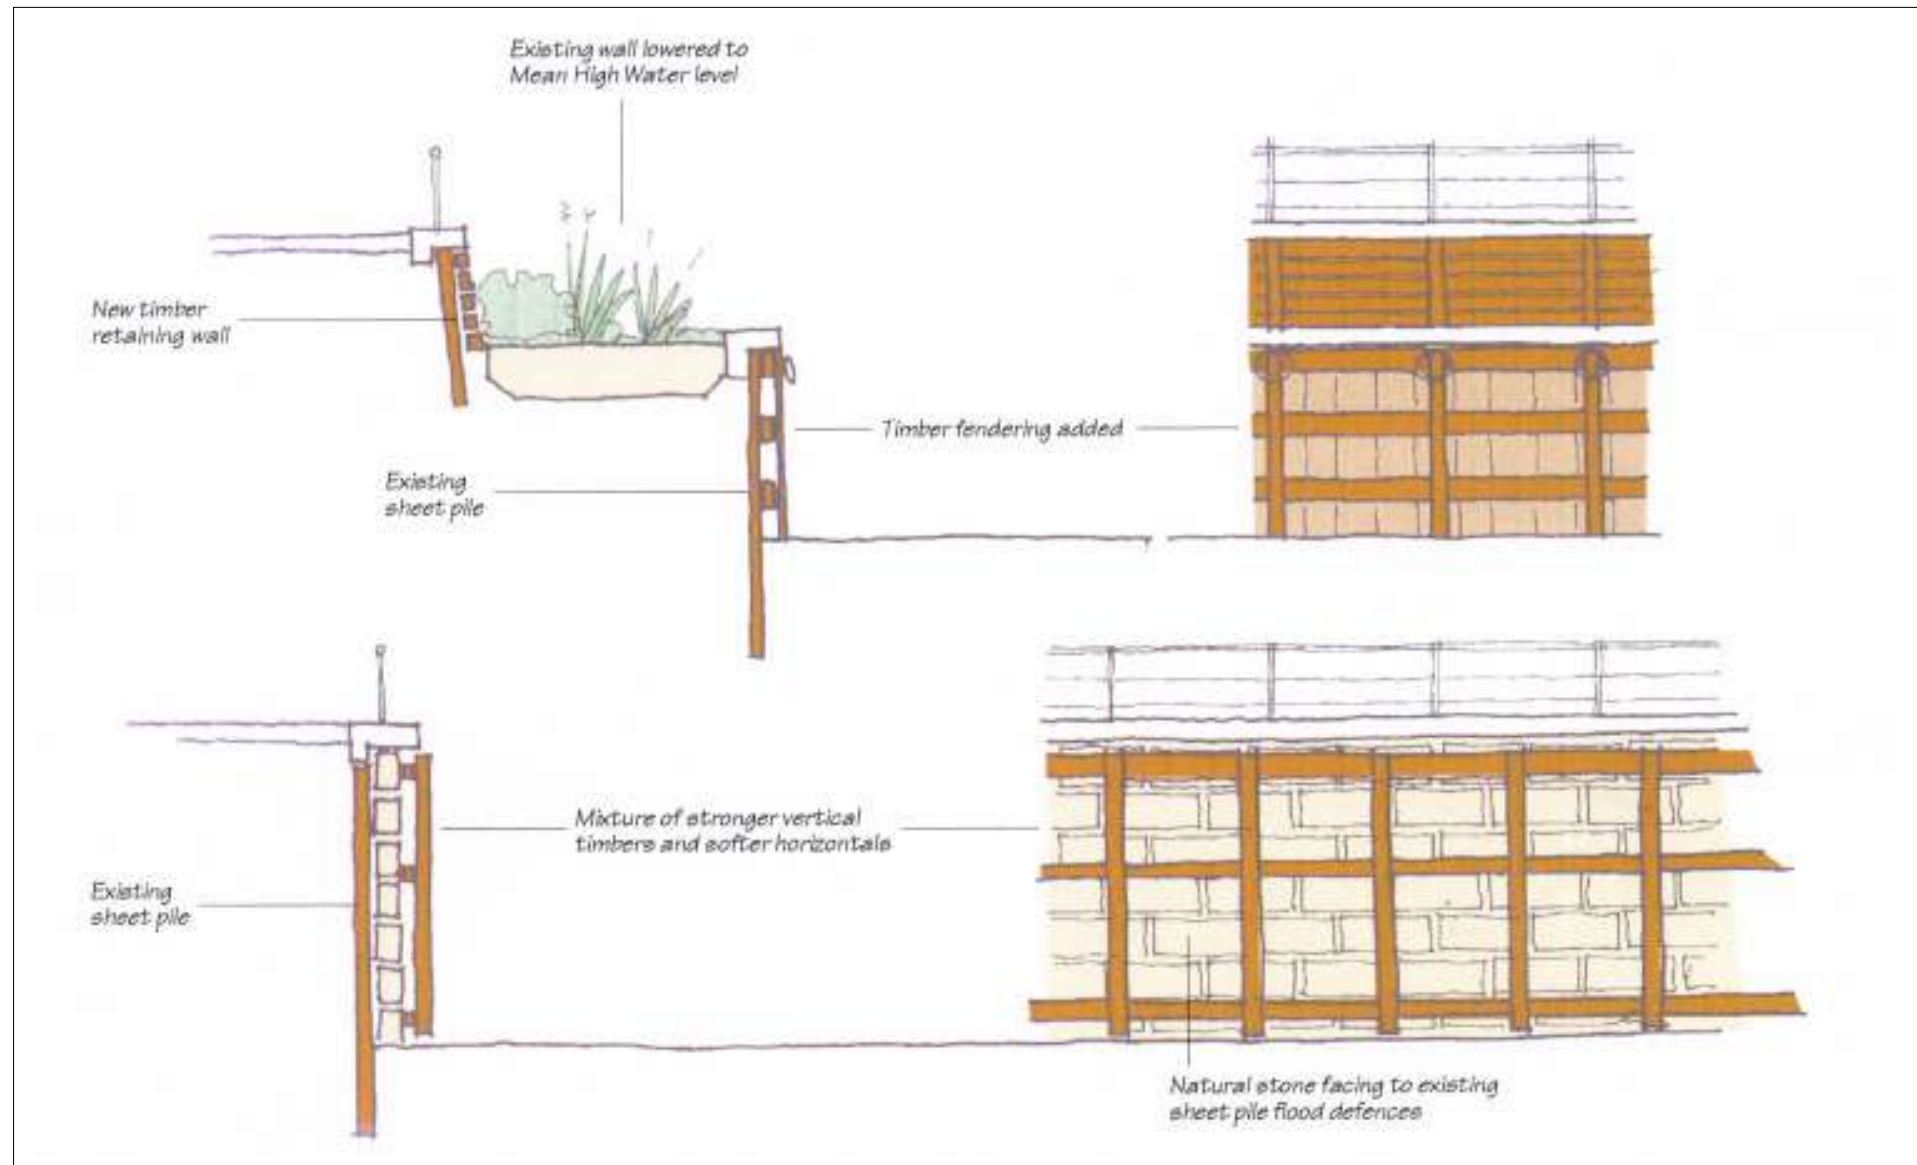 Existing wall lowered to
Mean High Water level
New timber
retaining wall
Timber fendering added
Existing
sheet pile
Mixture of stronger vertical
timbers and softer horizontals
Existing
sheet pile
Natural stone facing to existing
sheet pile flood defences